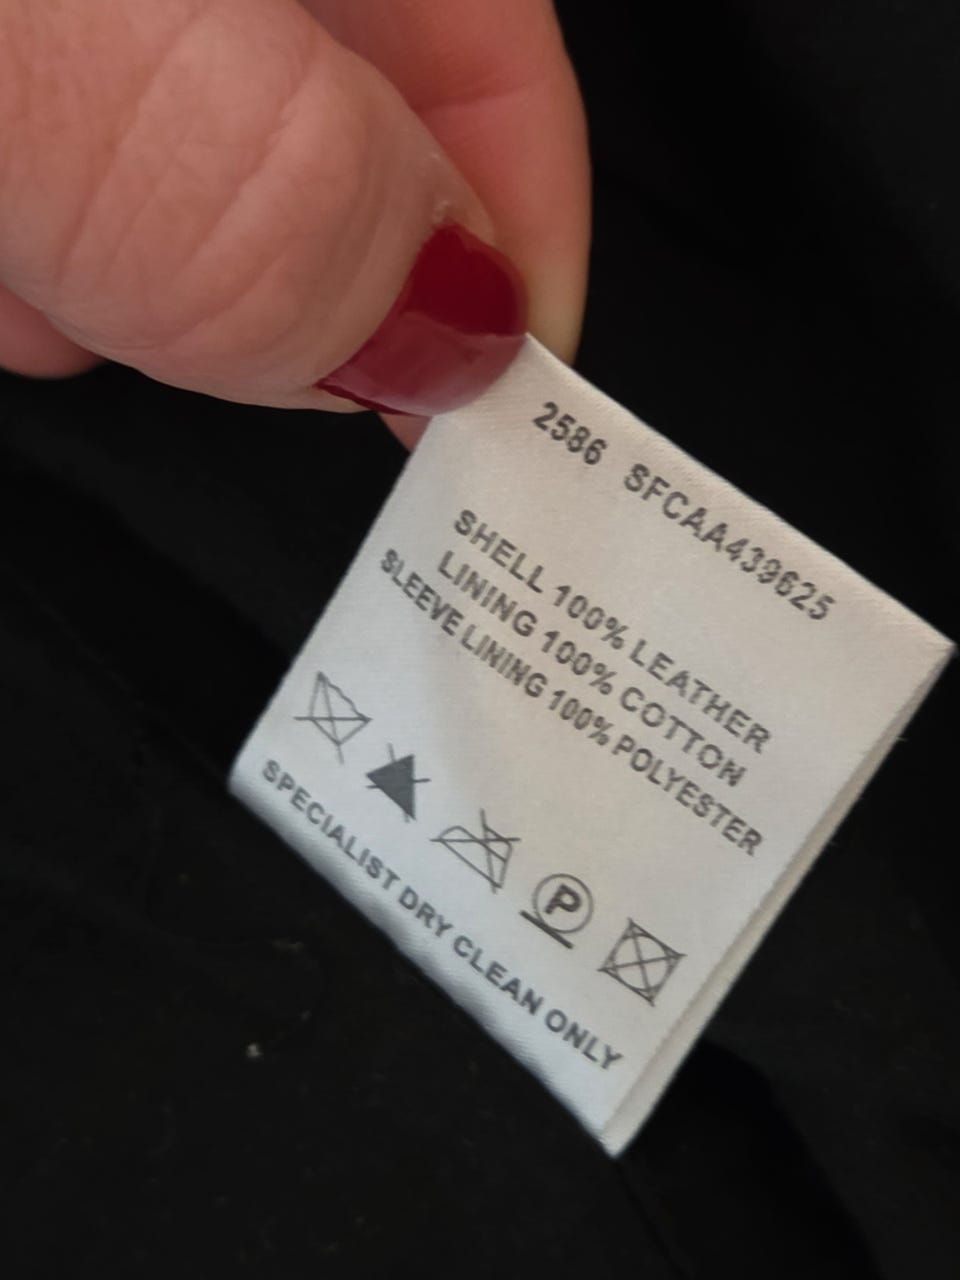 2586 SFCAA439625
SHELL 100% LEATHER
LINING 100% COTTON
SLEEVE LINING 100% POLYESTER
P
SPECIALIST DRY CLEAN ONLY